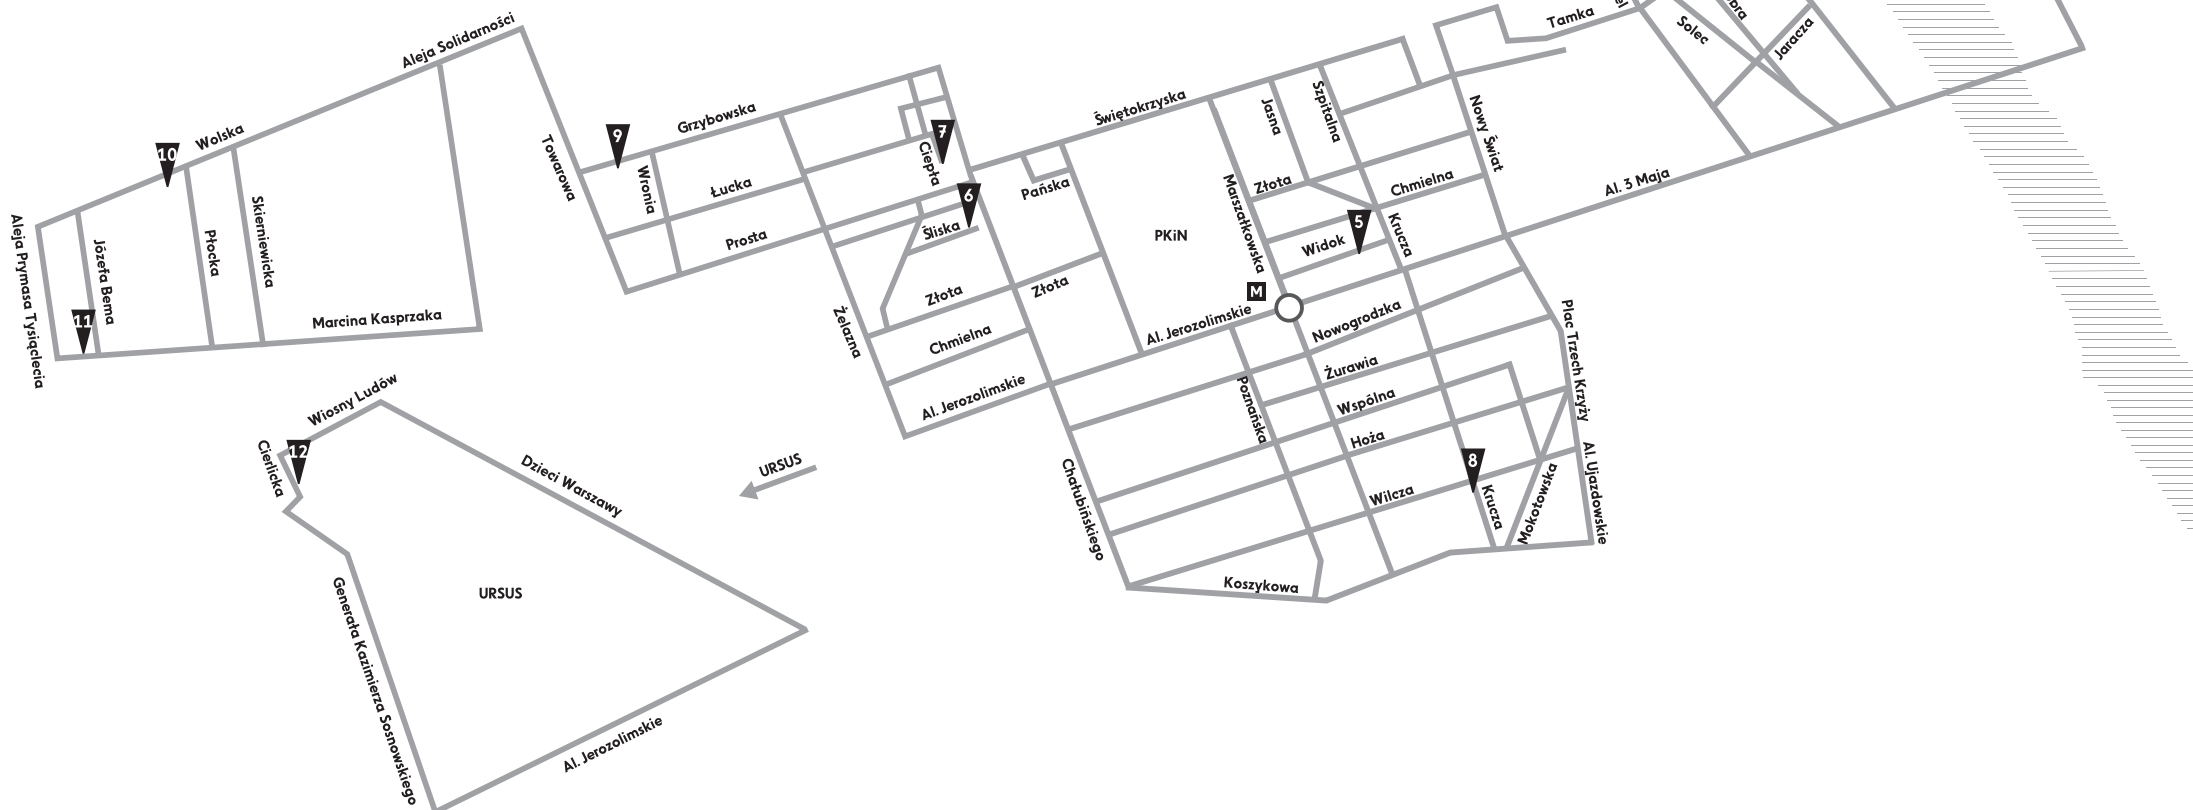 Aleja Solidarności
Wolska
10
Aleja Prymasa Tysiąclecia
Józefa Bema
Płocka
Skierniewicka
11
Marcina Kasprzaka
Towarowa
9
Grzybowska
Wronia
Łucka
Prosta
Ciepła
7
6
Śliska
Żelazna
Złota
Złota
Chmielna
Al. Jerozolimskie
Pańska
Świętokrzyska
PKiN
Marszałkowska
Jasna
Szpitalna
Złota
Chmielna
Widok
5
Krucza
Nowy Świat
Tamka
Solec
Jaracza
Al. 3 Maja
M
Al. Jerozolimskie
Nowogrodzka
Żurawia
Wspólna
Hoża
Poznańska
Wilcza
8
Krucza
Mokotowska
Plac Trzech Krzyży
Al. Ujazdowskie
Chałubińskiego
Koszykowa
Wiosny Ludów
Cierlicka
12
Dzieci Warszawy
URSUS
URSUS
Generała Kazimierza Sosnowskiego
Al. Jerozolimskie